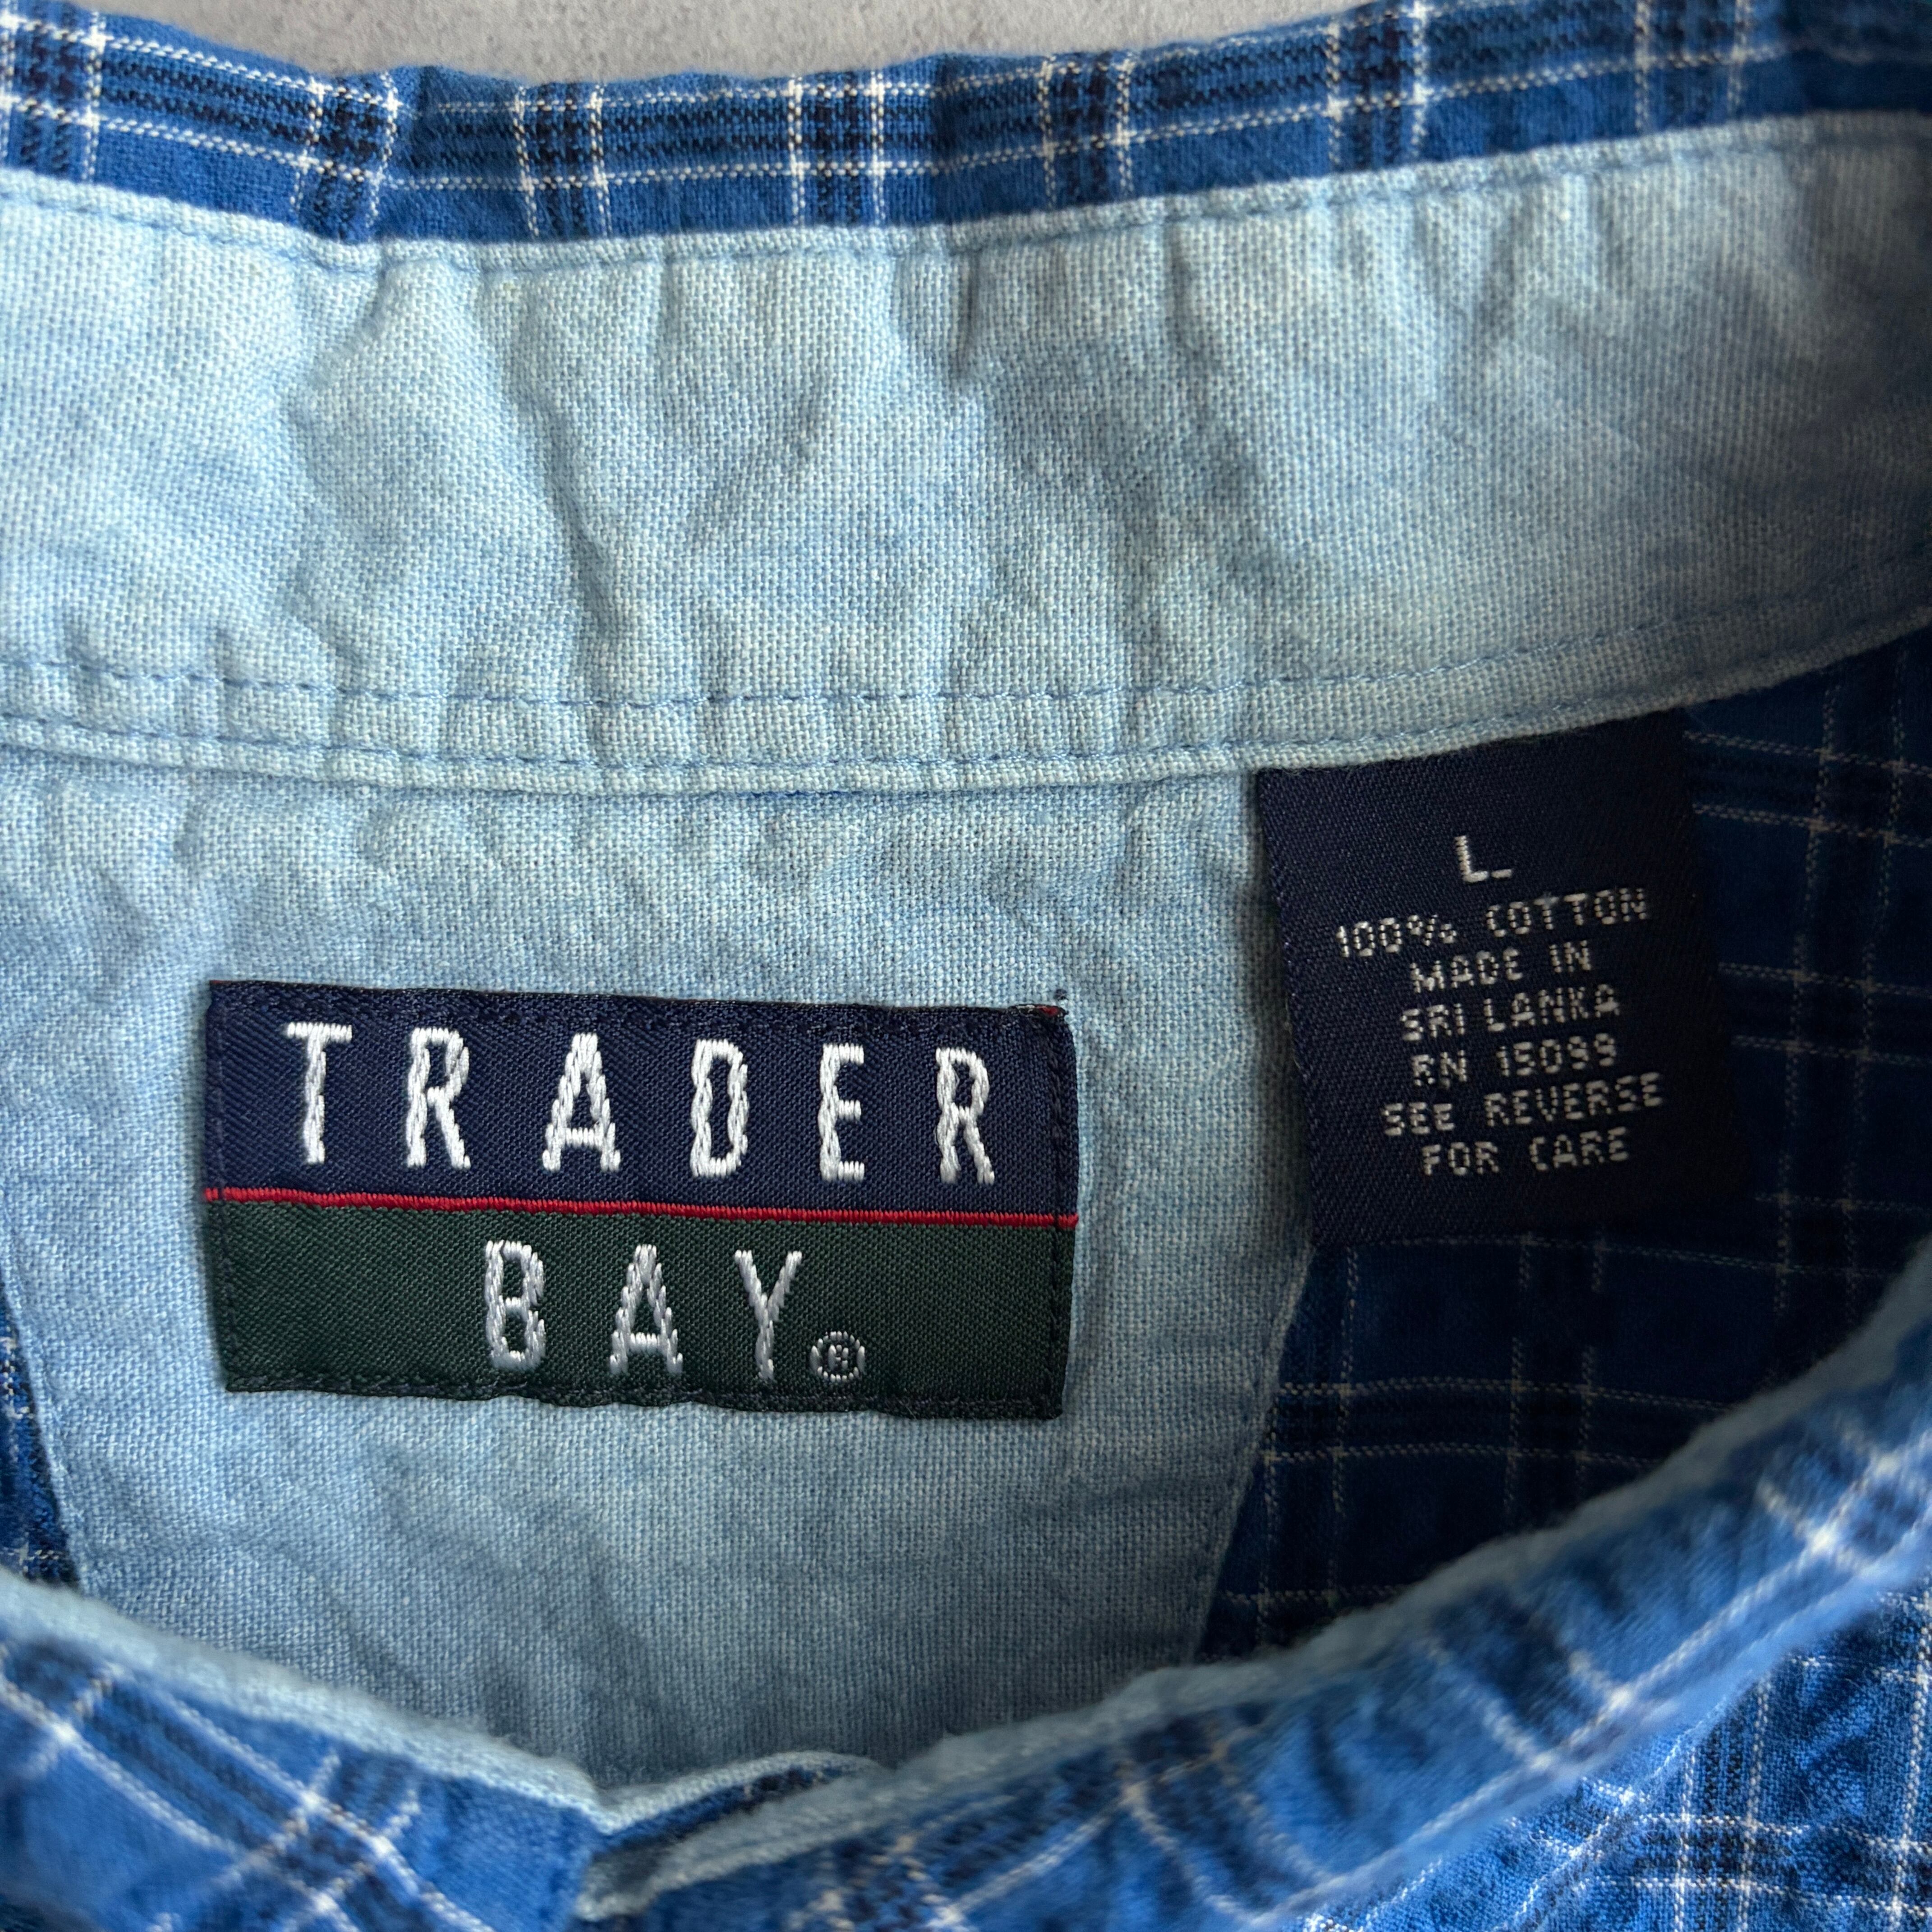 TRADER
BAY®
L
100% COTTON
MADE IN
SRI LANKA
RN 15099
SEE REVERSE
FOR CARE